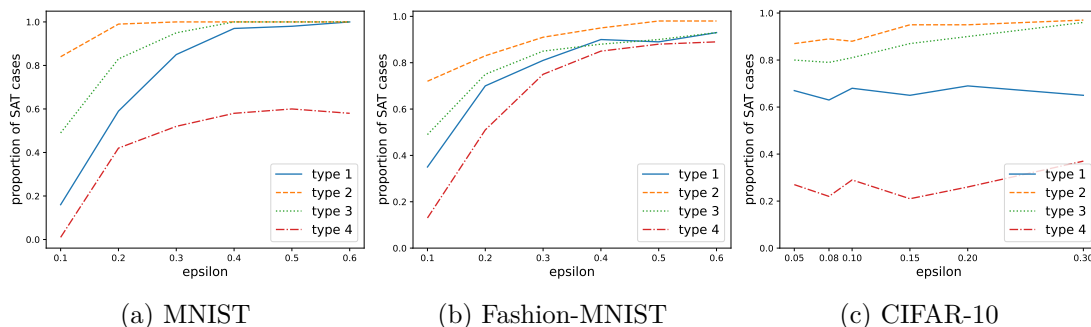 proportion of SAT cases
1.0
0.8
0.6
0.4
0.2
0.0
0.1 0.2 0.3 0.4 0.5 0.6
epsilon
type 1
type 2
type 3
type 4
(a) MNIST
proportion of SAT cases
1.0
0.8
0.6
0.4
0.2
0.0
0.1 0.2 0.3 0.4 0.5 0.6
epsilon
type 1
type 2
type 3
type 4
(b) Fashion-MNIST
proportion of SAT cases
1.0
0.8
0.6
0.4
0.2
0.0
0.05 0.08 0.10 0.15 0.20 0.30
epsilon
type 1
type 2
type 3
type 4
(c) CIFAR-10